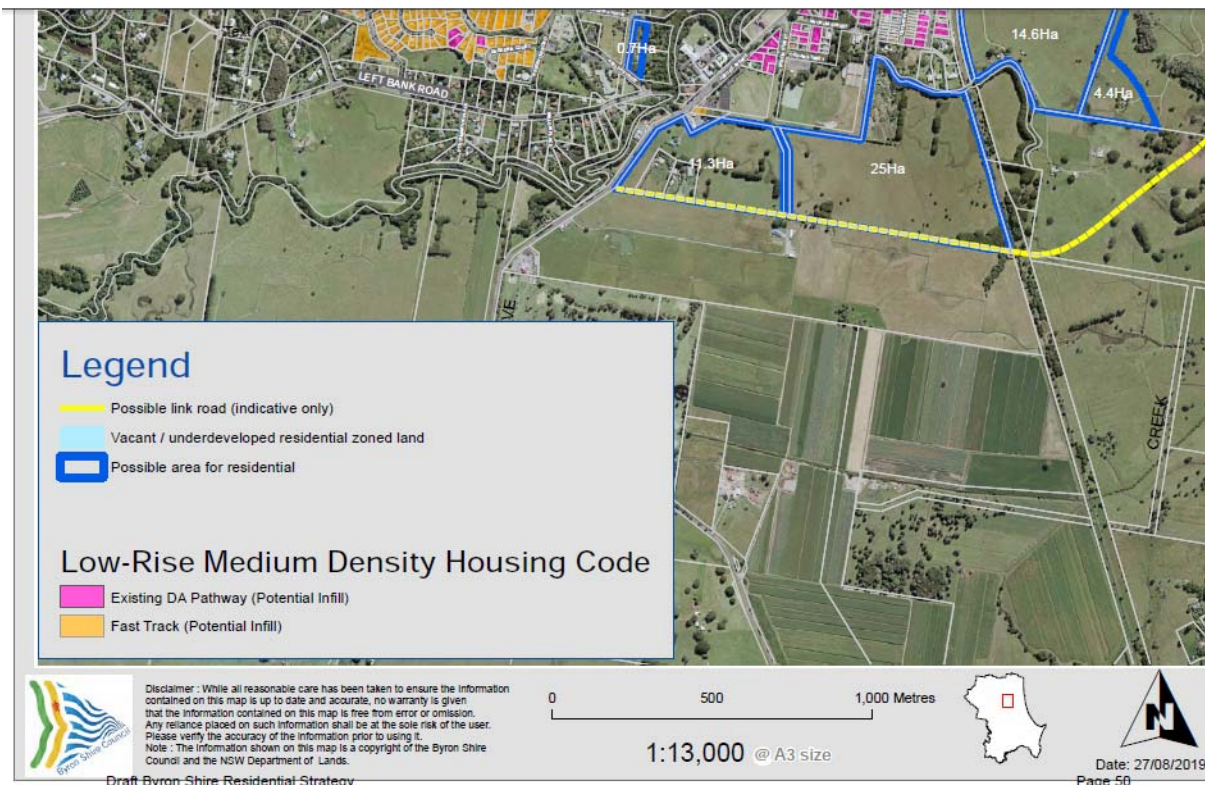 14.6Ha
0.7Ha
4.4Ha
LEFT BANK ROAD
11.3Ha
25Ha
VE
CREEK
Legend
Possible link road (indicative only)
Vacant / underdeveloped residential zoned land
Possible area for residential
Low-Rise Medium Density Housing Code
Existing DA Pathway (Potential Infill)
Fast Track (Potential Infill)
Byron Shire Council
Disclaimer : While all reasonable care has been taken to ensure the information
contained on this map is up to date and accurate, no warranty is given
that the information contained on this map is free from error or omission.
Any reliance placed on such information shall be at the sole risk of the user.
Please verify the accuracy of the information prior to using it.
Note : The information shown on this map is a copyright of the Byron Shire
Council and the NSW Department of Lands.
0 500 1,000 Metres
1:13,000 @ A3 size
N
Date: 27/08/2019
Draft Byron Shire Residential Strategy
Page 50